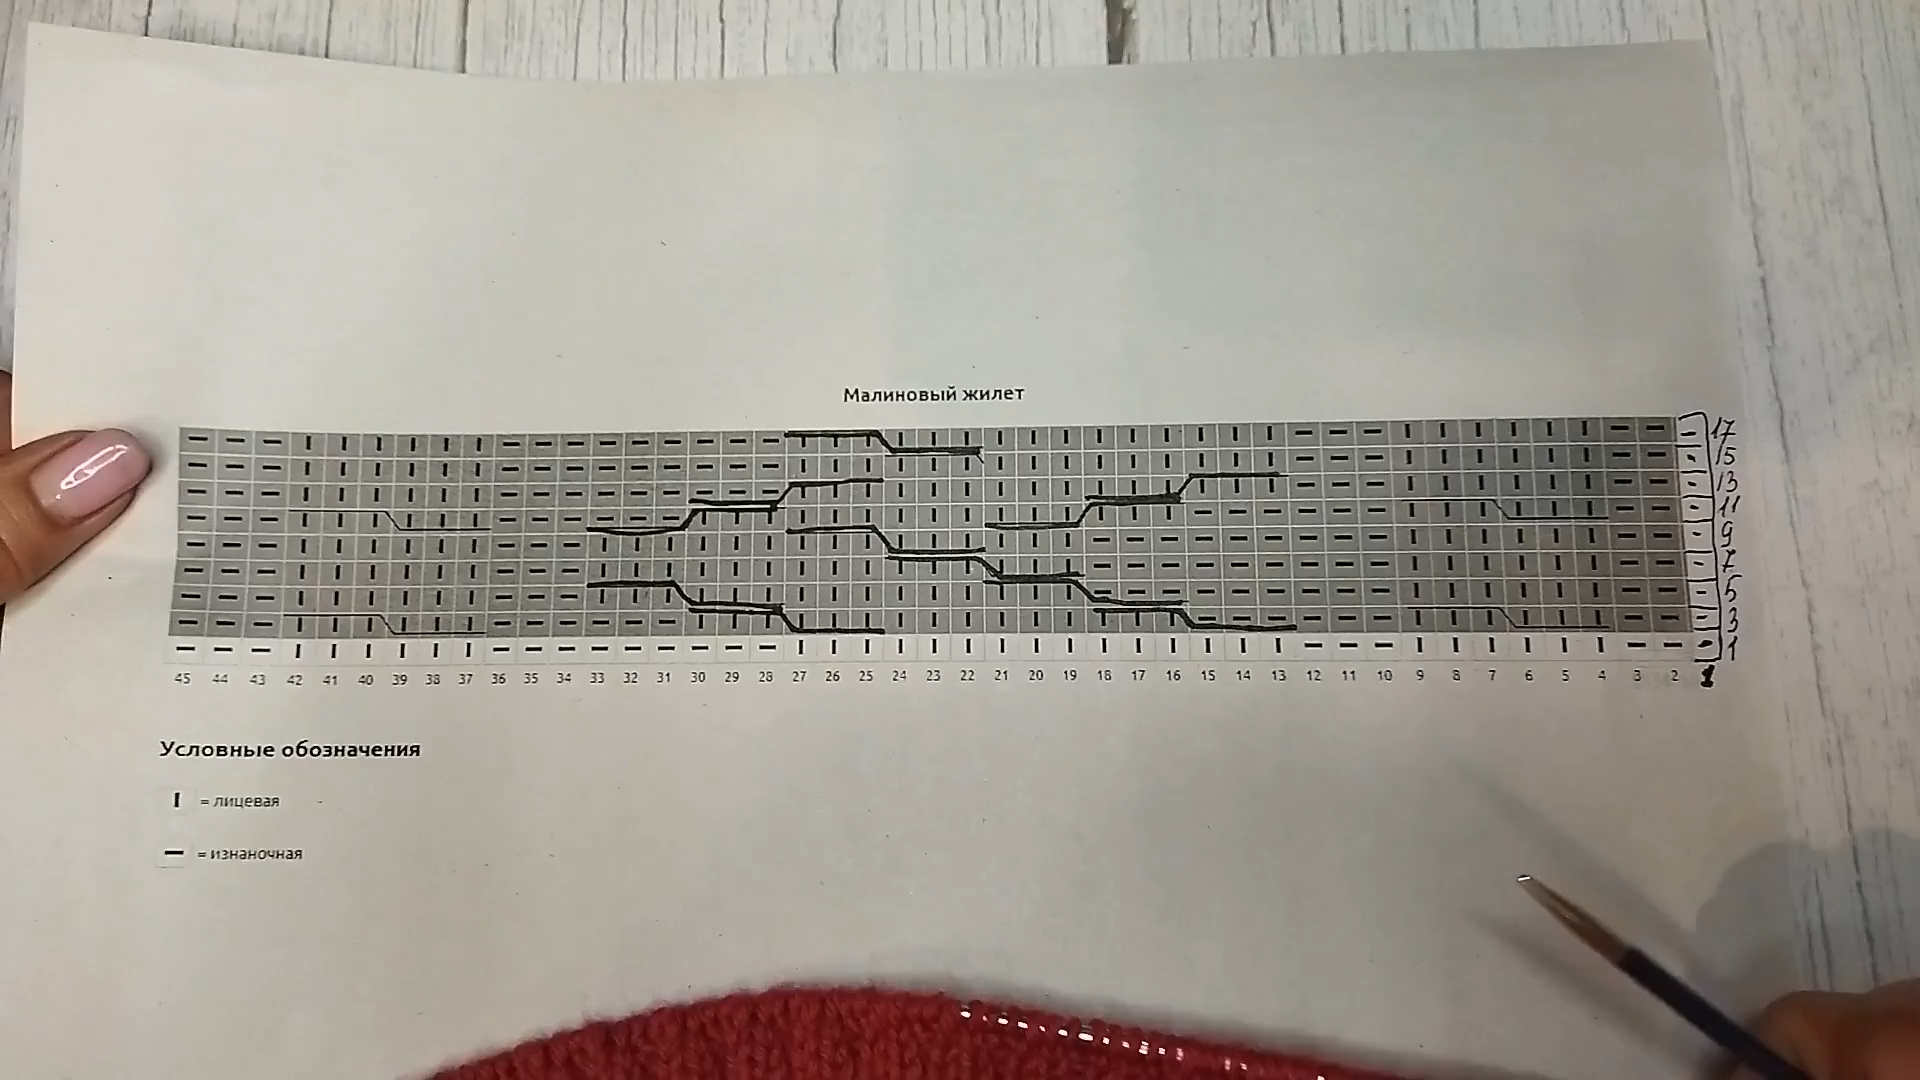 Малиновый жилет
17
15
13
11
9
7
5
3
1
45 44 43 42 41 40 39 38 37 36 35 34 33 32 31 30 29 28 27 26 25 24 23 22 21 20 19 18 17 16 15 14 13 12 11 10 9 8 7 6 5 4 3 2 1
Условные обозначения
I = лицевая
— = изнаночная